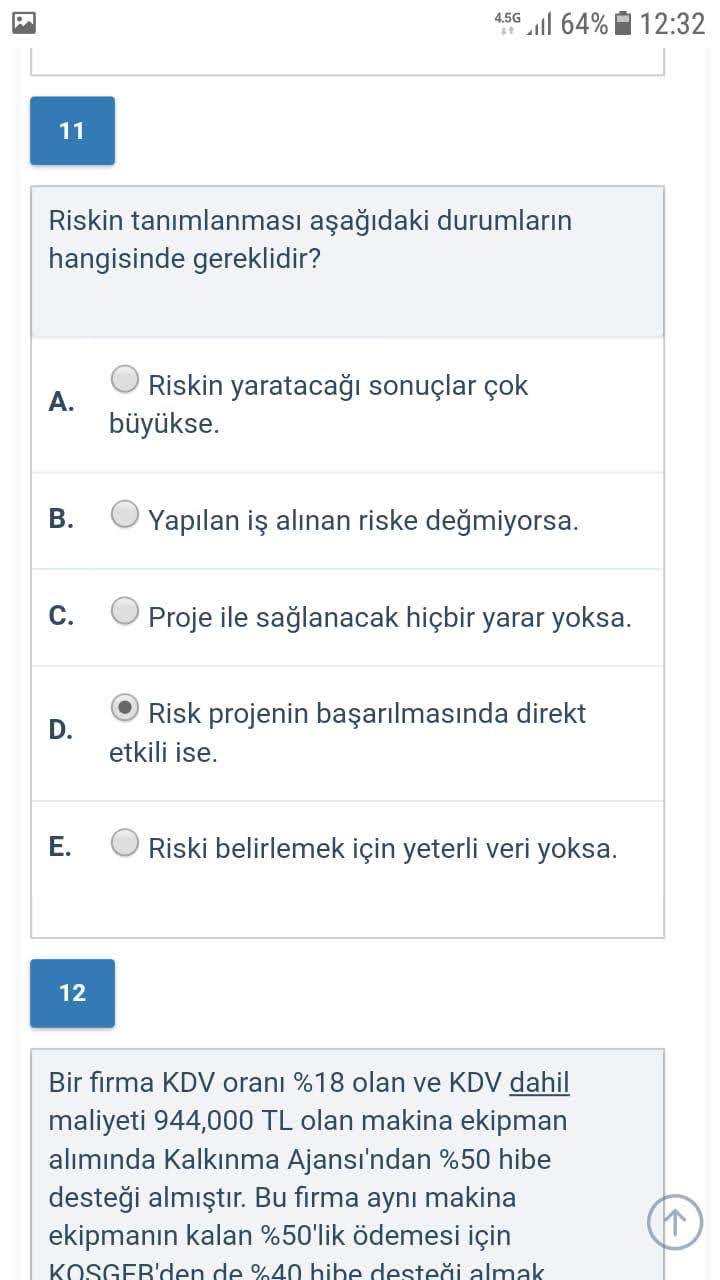 4.5G 64% 12:32
11
Riskin tanımlanması aşağıdaki durumların
hangisinde gereklidir?
A. Riskin yaratacağı sonuçlar çok
büyükse.
B. Yapılan iş alınan riske değmiyorsa.
C. Proje ile sağlanacak hiçbir yarar yoksa.
D. Risk projenin başarılmasında direkt
etkili ise.
E. Riski belirlemek için yeterli veri yoksa.
12
Bir firma KDV oranı %18 olan ve KDV dahil
maliyeti 944,000 TL olan makina ekipman
alımında Kalkınma Ajansı'ndan %50 hibe
desteği almıştır. Bu firma aynı makina
ekipmanın kalan %50'lik ödemesi için
KOSGEB'den de %40 hibe desteği almak